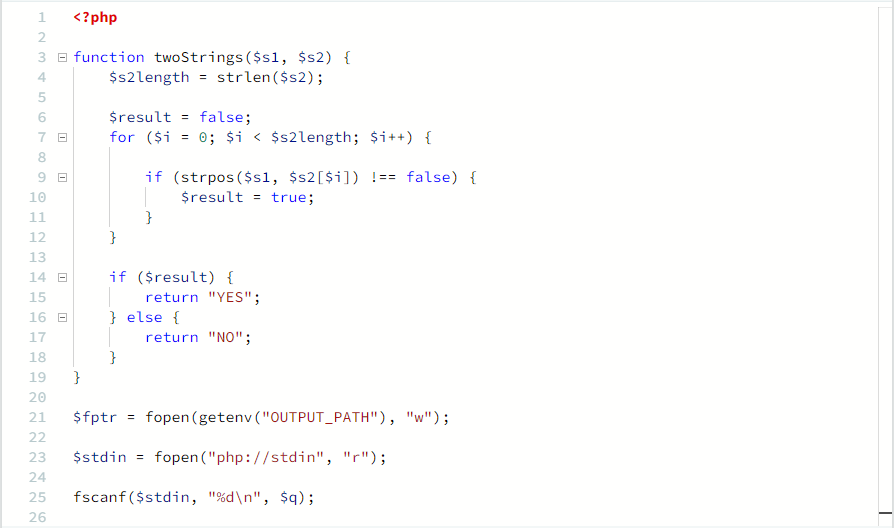 1 <?php
2
3 function twoStrings($s1, $s2) {
4     $s2length = strlen($s2);
5
6     $result = false;
7     for ($i = 0; $i < $s2length; $i++) {
8
9         if (strpos($s1, $s2[$i]) !== false) {
10             $result = true;
11         }
12     }
13
14     if ($result) {
15         return "YES";
16     } else {
17         return "NO";
18     }
19 }
20
21 $fptr = fopen(getenv("OUTPUT_PATH"), "w");
22
23 $stdin = fopen("php://stdin", "r");
24
25 fscanf($stdin, "%d\n", $q);
26